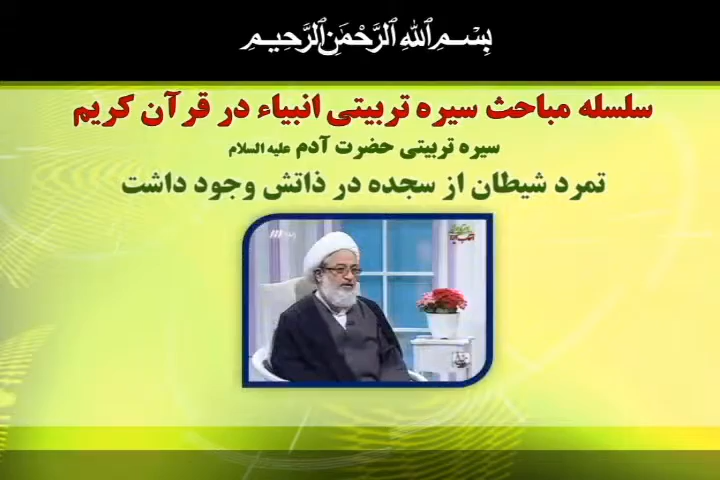 بِسْمِ ٱللَّهِ ٱلرَّحْمَٰنِ ٱلرَّحِيمِ
سلسله مباحث سیره تربیتی انبیاء در قرآن کریم
سیره تربیتی حضرت آدم علیه السلام
تمرد شیطان از سجده در ذاتش وجود داشت